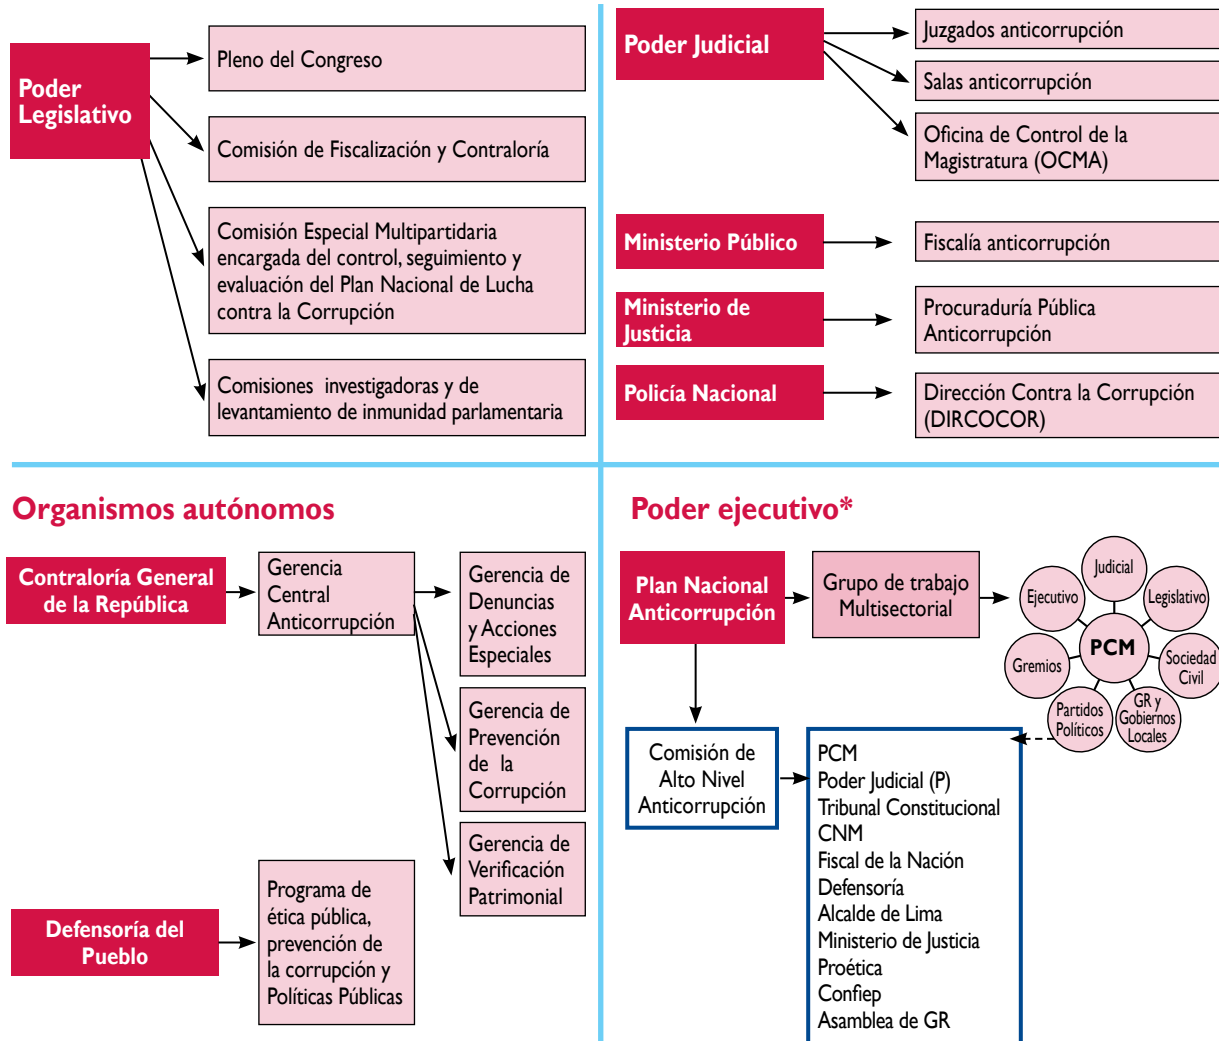 Poder
Legislativo
Pleno del Congreso
Comisión de Fiscalización y Contraloría
Comisión Especial Multipartidaria
encargada del control, seguimiento y
evaluación del Plan Nacional de Lucha
contra la Corrupción
Comisiones investigadoras y de
levantamiento de inmunidad parlamentaria
Poder Judicial
Juzgados anticorrupción
Salas anticorrupción
Oficina de Control de la
Magistratura (OCMA)
Ministerio Público
Fiscalía anticorrupción
Ministerio de
Justicia
Procuraduría Pública
Anticorrupción
Policía Nacional
Dirección Contra la Corrupción
(DIRCOCOR)
Organismos autónomos
Contraloría General
de la República
Gerencia
Central
Anticorrupción
Gerencia de
Denuncias
y Acciones
Especiales
Gerencia de
Prevención
de la
Corrupción
Gerencia de
Verificación
Patrimonial
Defensoría del
Pueblo
Programa de
ética pública,
prevención de
la corrupción y
Políticas Públicas
Poder ejecutivo*
Plan Nacional
Anticorrupción
Grupo de trabajo
Multisectorial
Judicial
Ejecutivo
Legislativo
PCM
Gremios
Sociedad
Civil
Partidos
Políticos
GR y
Gobiernos
Locales
Comisión de
Alto Nivel
Anticorrupción
PCM
Poder Judicial (P)
Tribunal Constitucional
CNM
Fiscal de la Nación
Defensoría
Alcalde de Lima
Ministerio de Justicia
Proética
Confiep
Asamblea de GR